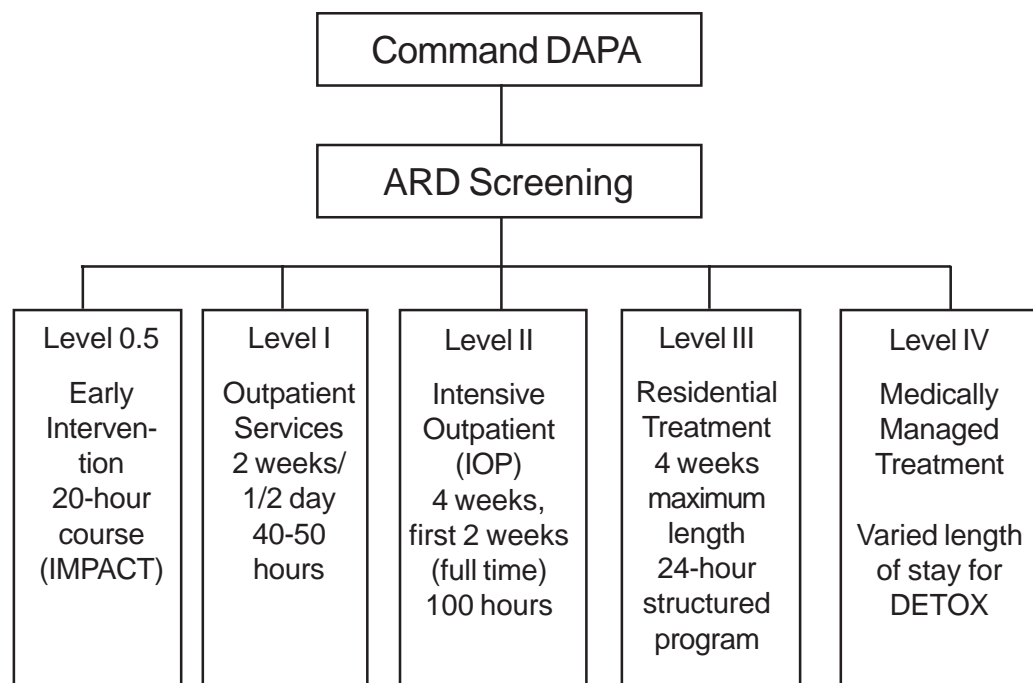 Command DAPA
ARD Screening
Level 0.5
Early
Interven-
tion
20-hour
course
(IMPACT)
Level I
Outpatient
Services
2 weeks/
1/2 day
40-50
hours
Level II
Intensive
Outpatient
(IOP)
4 weeks,
first 2 weeks
(full time)
100 hours
Level III
Residential
Treatment
4 weeks
maximum
length
24-hour
structured
program
Level IV
Medically
Managed
Treatment
Varied length
of stay for
DETOX